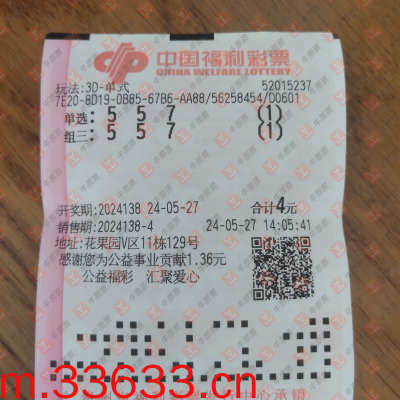 中国福利彩票
CHINA WELFARE LOTTERY
玩法:3D-单式 52015237
7E20-8D19-0B85-67B6-AA88/56258454/D0601
单选: 5 5 7 (1)
组三: 5 5 7 (1)
开奖期:2024138 24-05-27 合计4元
销售期:2024138-4 24-05-27 14:05:41
地址:花果园V区11栋129号
感谢您为公益事业贡献1.36元
公益福彩 汇聚爱心
m.33633.cn